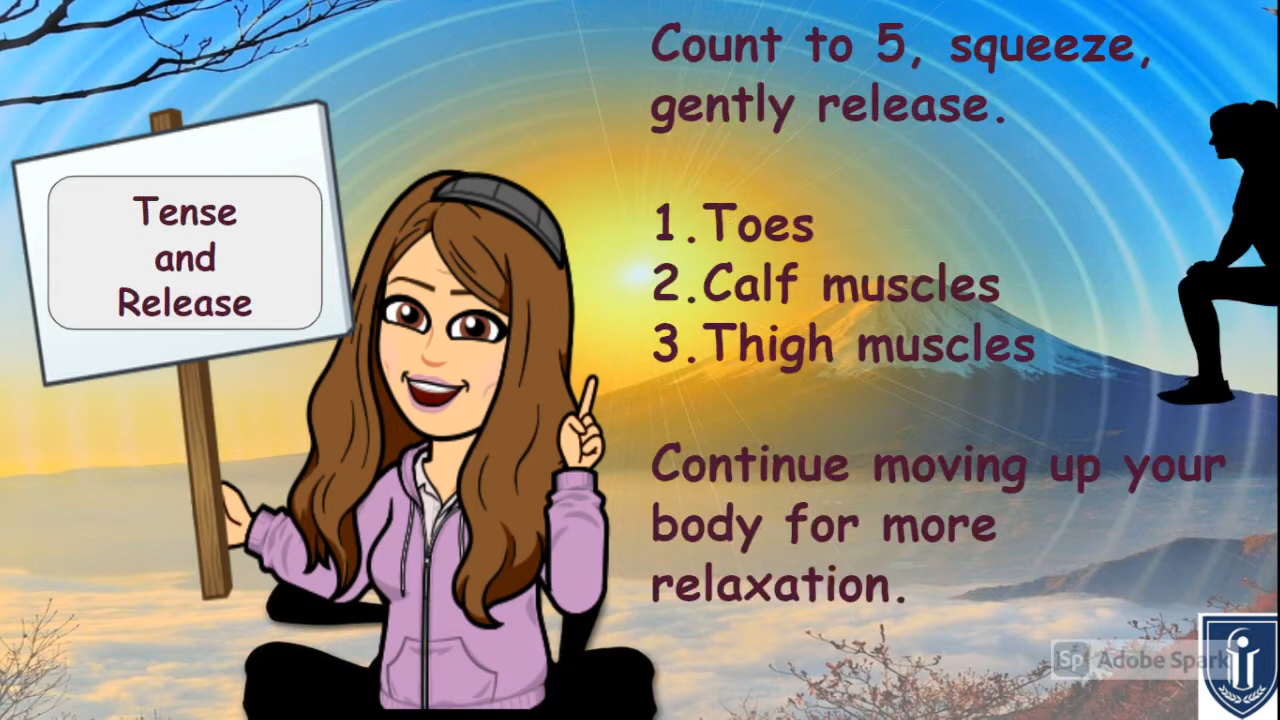 Tense
and
Release
Count to 5, squeeze,
gently release.
1.Toes
2.Calf muscles
3.Thigh muscles
Continue moving up your
body for more
relaxation.
Sp Adobe Spark